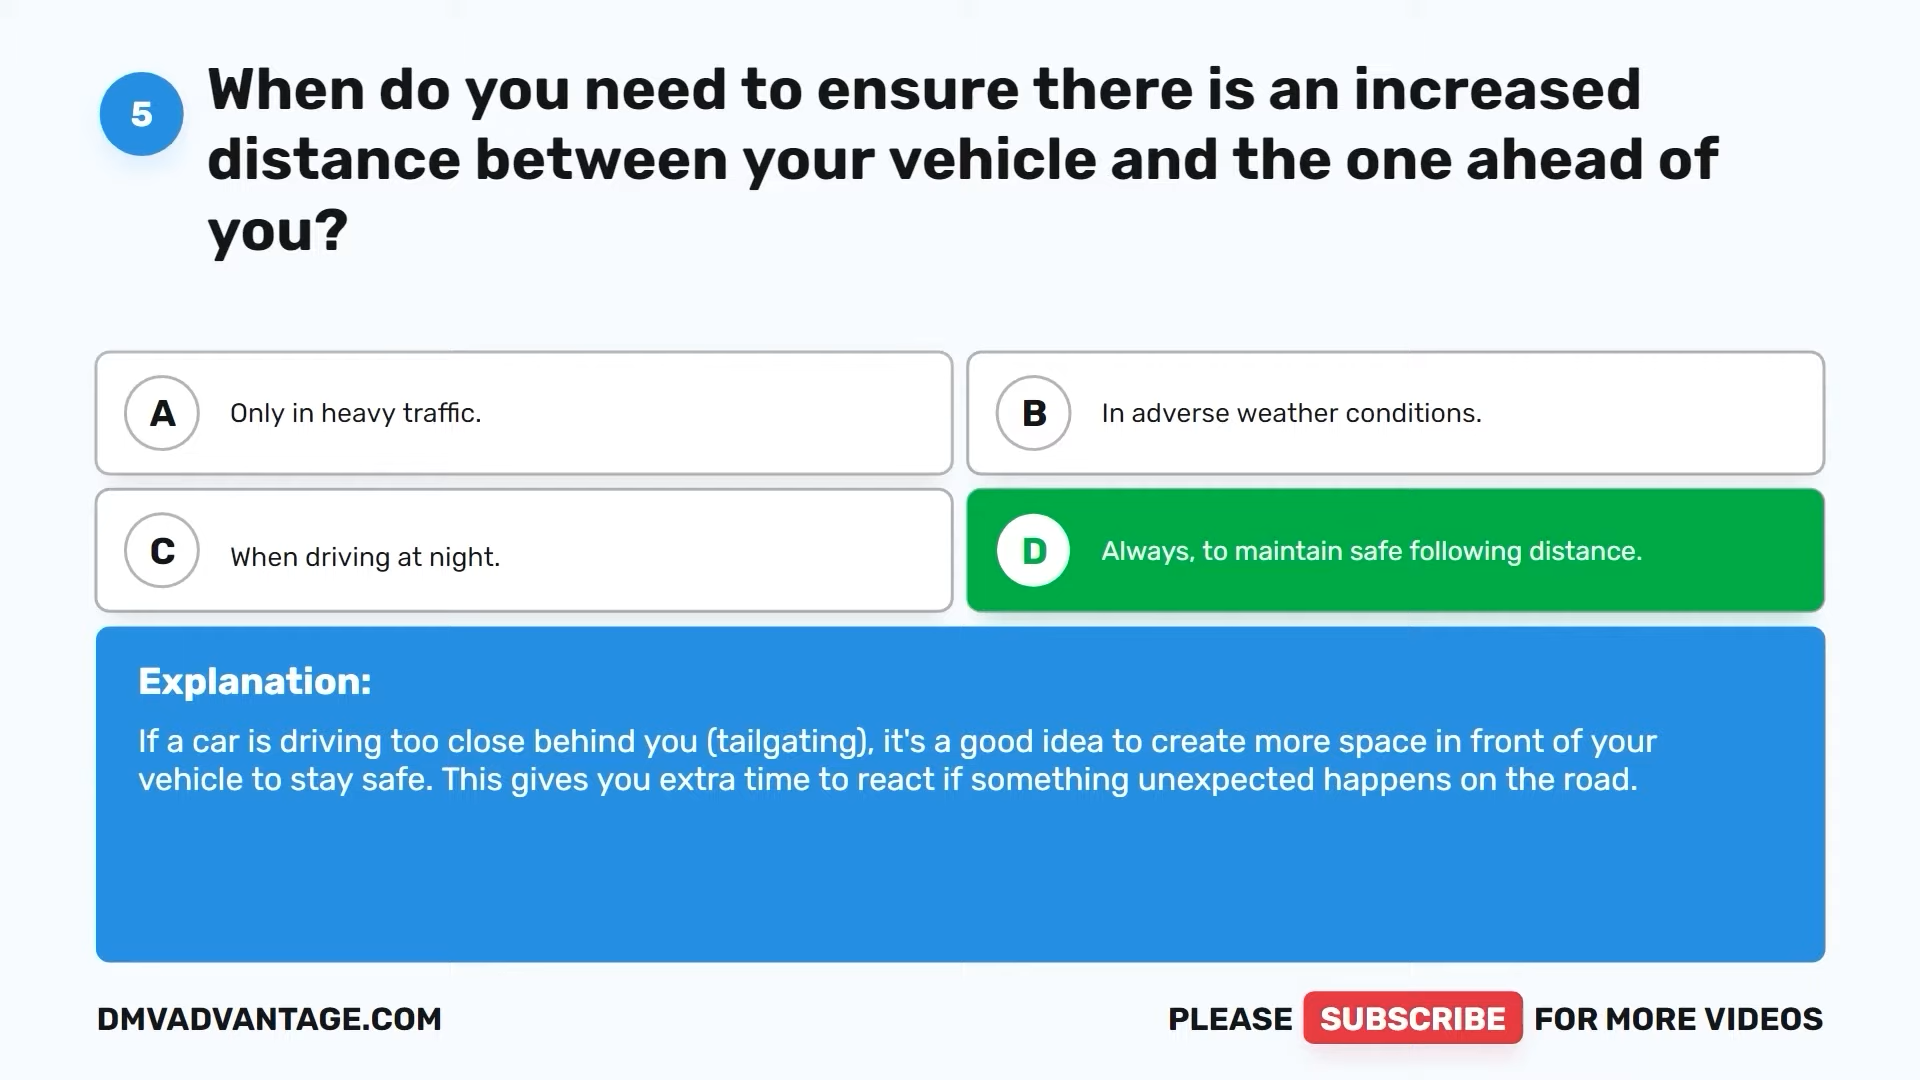 5
When do you need to ensure there is an increased
distance between your vehicle and the one ahead of
you?
A Only in heavy traffic.
B In adverse weather conditions.
C When driving at night.
D Always, to maintain safe following distance.
Explanation:
If a car is driving too close behind you (tailgating), it's a good idea to create more space in front of your
vehicle to stay safe. This gives you extra time to react if something unexpected happens on the road.
DMVADVANTAGE.COM
PLEASE SUBSCRIBE FOR MORE VIDEOS